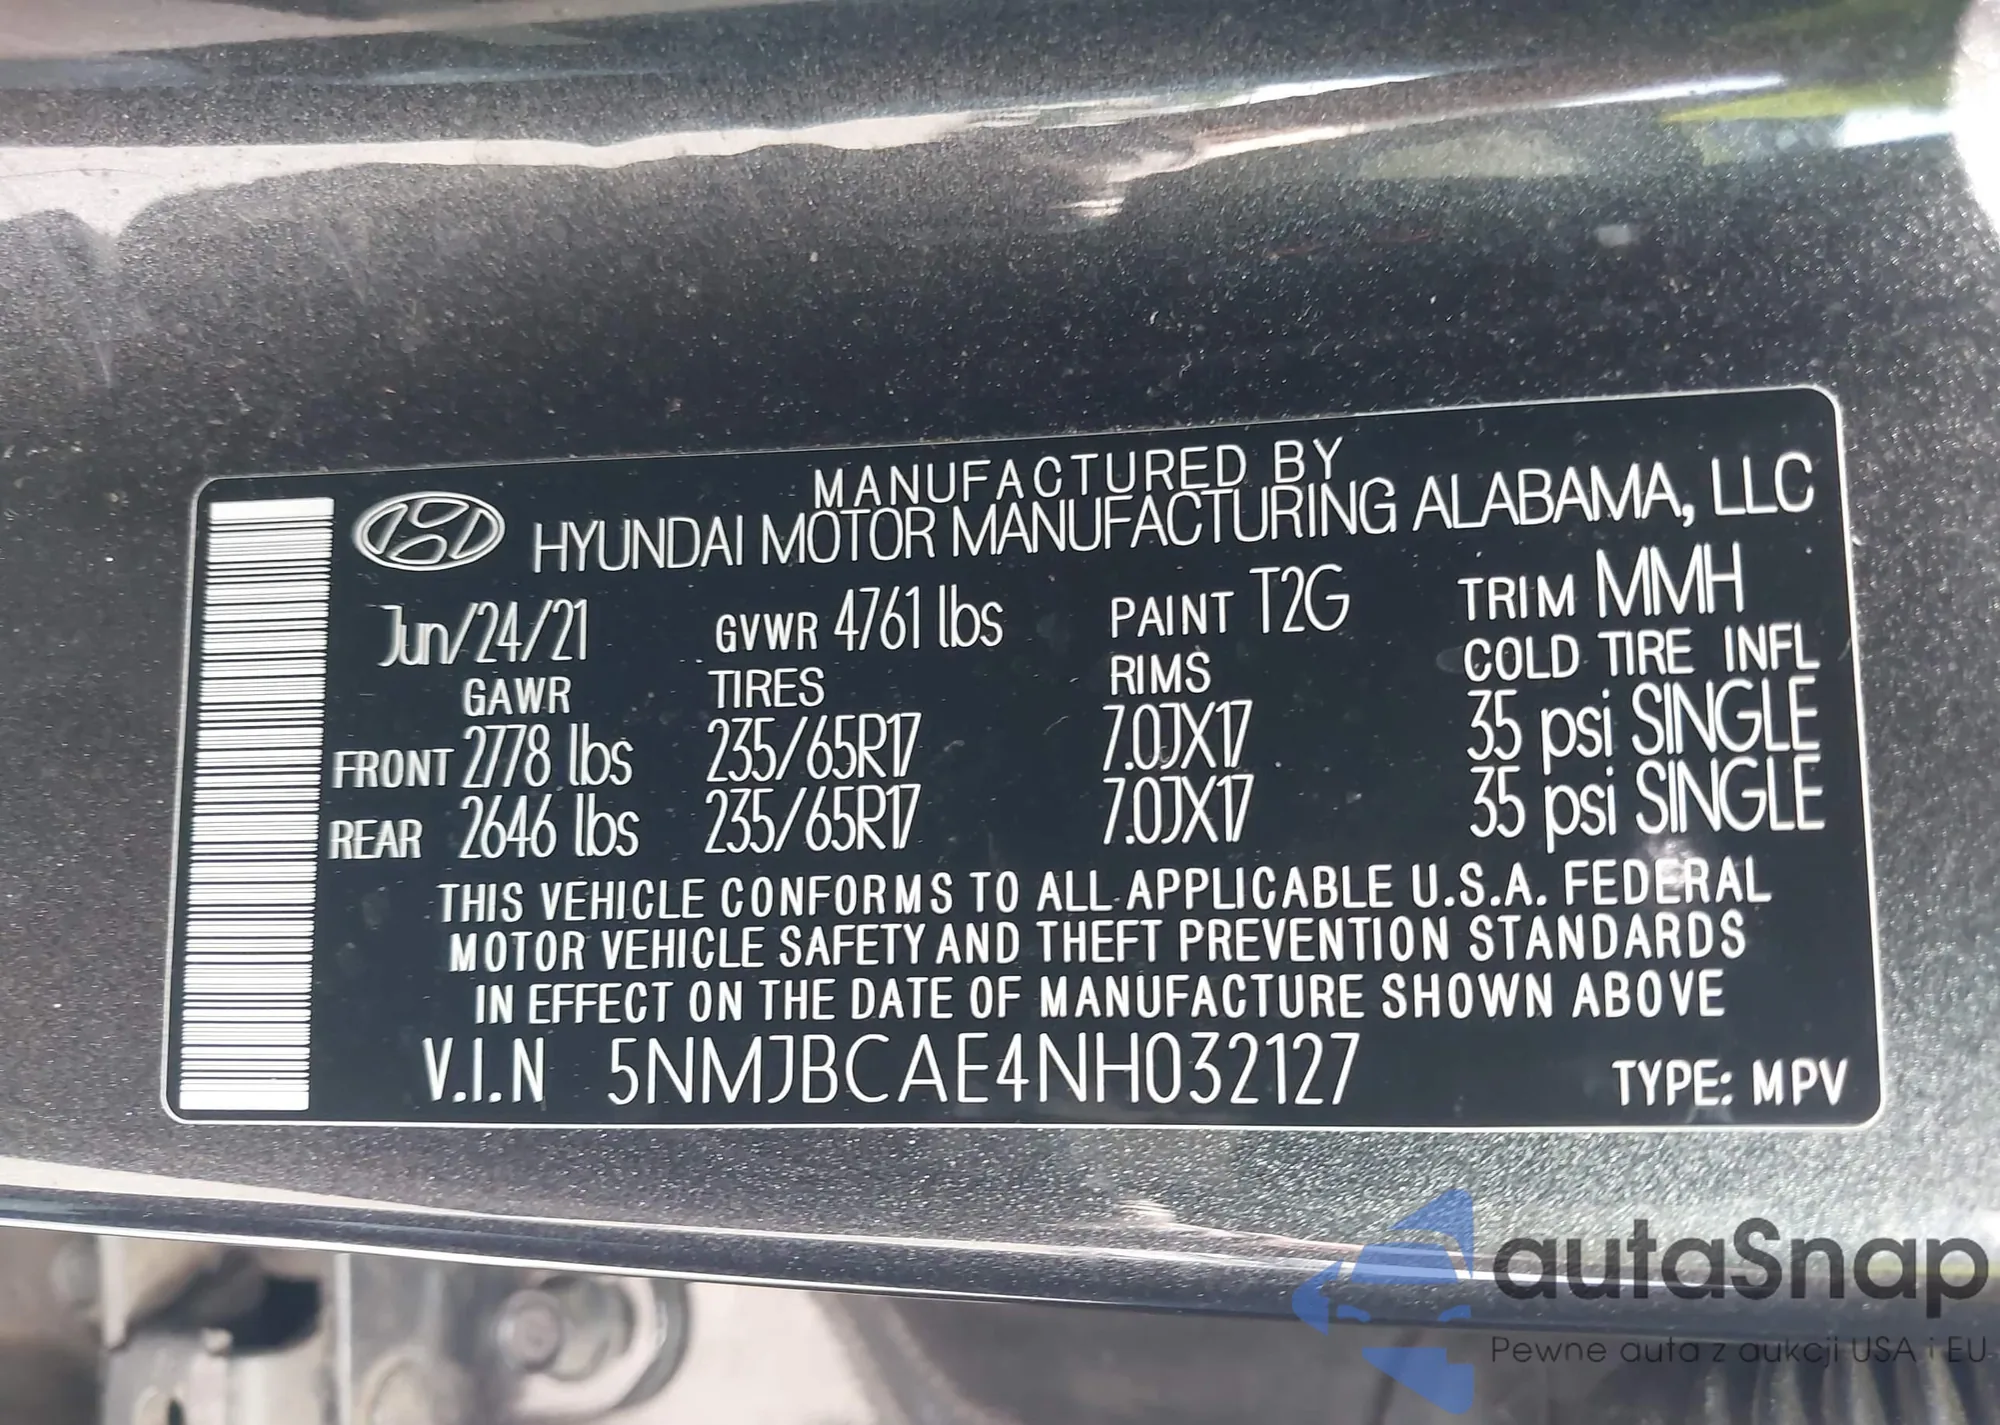 MANUFACTURED BY
HYUNDAI MOTOR MANUFACTURING ALABAMA, LLC
Jun/24/21 GVWR 4761 lbs PAINT T2G TRIM MMH
GAWR TIRES RIMS COLD TIRE INFL
FRONT 2778 lbs 235/65R17 7.0JX17 35 psi SINGLE
REAR 2646 lbs 235/65R17 7.0JX17 35 psi SINGLE
THIS VEHICLE CONFORMS TO ALL APPLICABLE U.S.A. FEDERAL
MOTOR VEHICLE SAFETY AND THEFT PREVENTION STANDARDS
IN EFFECT ON THE DATE OF MANUFACTURE SHOWN ABOVE
V.I.N 5NMJBCAE4NH032127 TYPE: MPV
autaSnap
Pewne auta z aukcji USA i EU